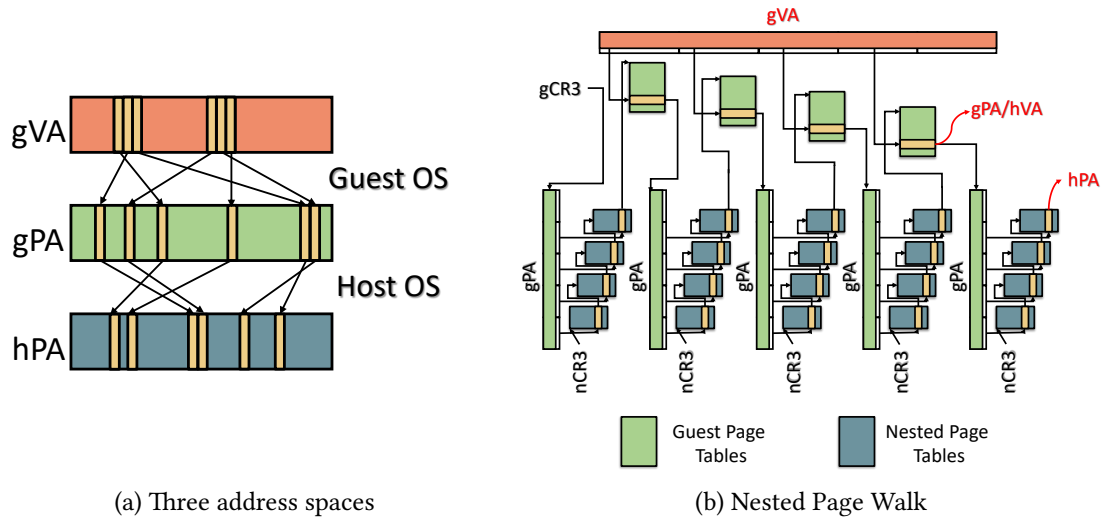 gVA
Guest OS
gPA
Host OS
hPA
(a) Three address spaces
gVA
gCR3
gPA/hVA
hPA
gPA
gPA
gPA
gPA
gPA
nCR3
nCR3
nCR3
nCR3
nCR3
Guest Page
Tables
Nested Page
Tables
(b) Nested Page Walk